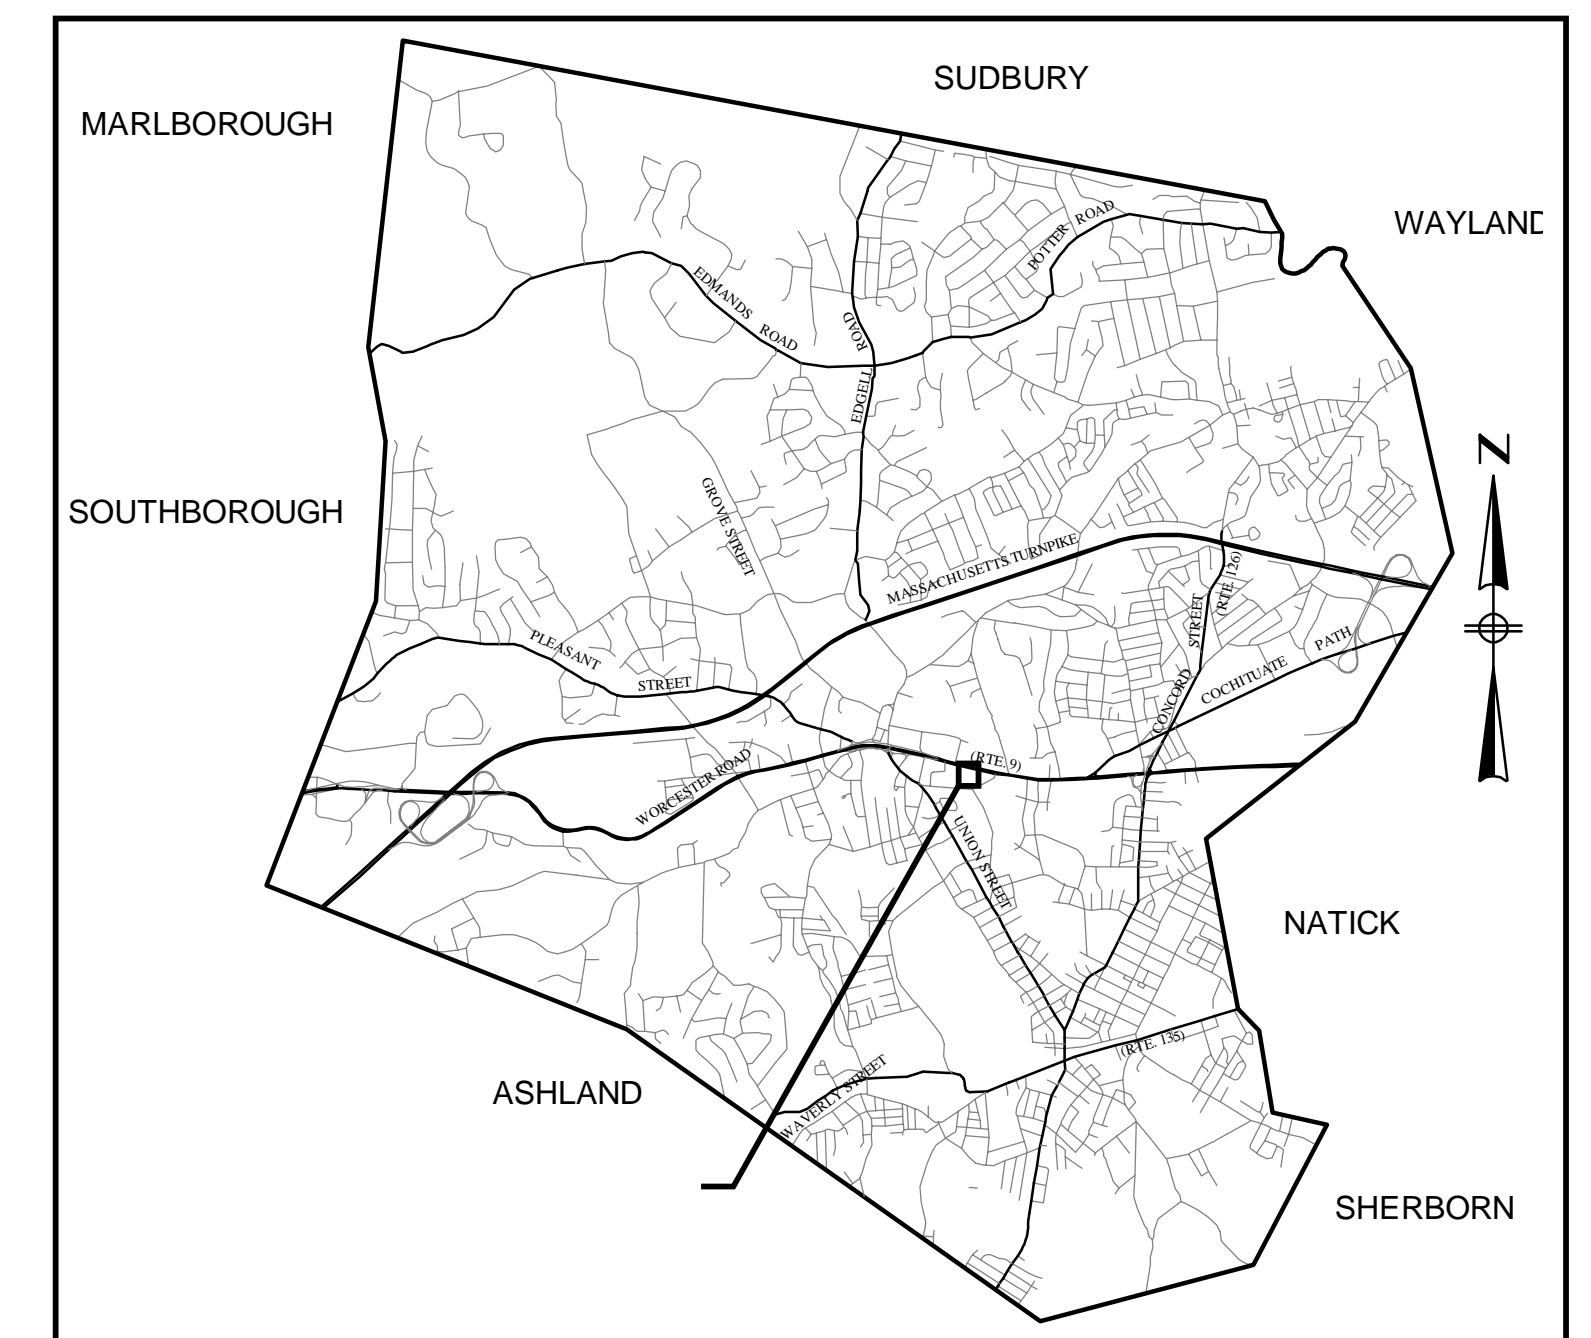 SUDBURY
MARLBOROUGH
WAYLAND
POTTER ROAD
EDMANDS ROAD
EDGELL ROAD
N
GROVE STREET
SOUTHBOROUGH
MASSACHUSETTS TURNPIKE
(RTE. 126)
CONCORD STREET
COCHITUATE PATH
PLEASANT STREET
WORCESTER ROAD
(RTE. 9)
UNION STREET
NATICK
(RTE. 135)
ASHLAND
WAVERLY STREET
SHERBORN